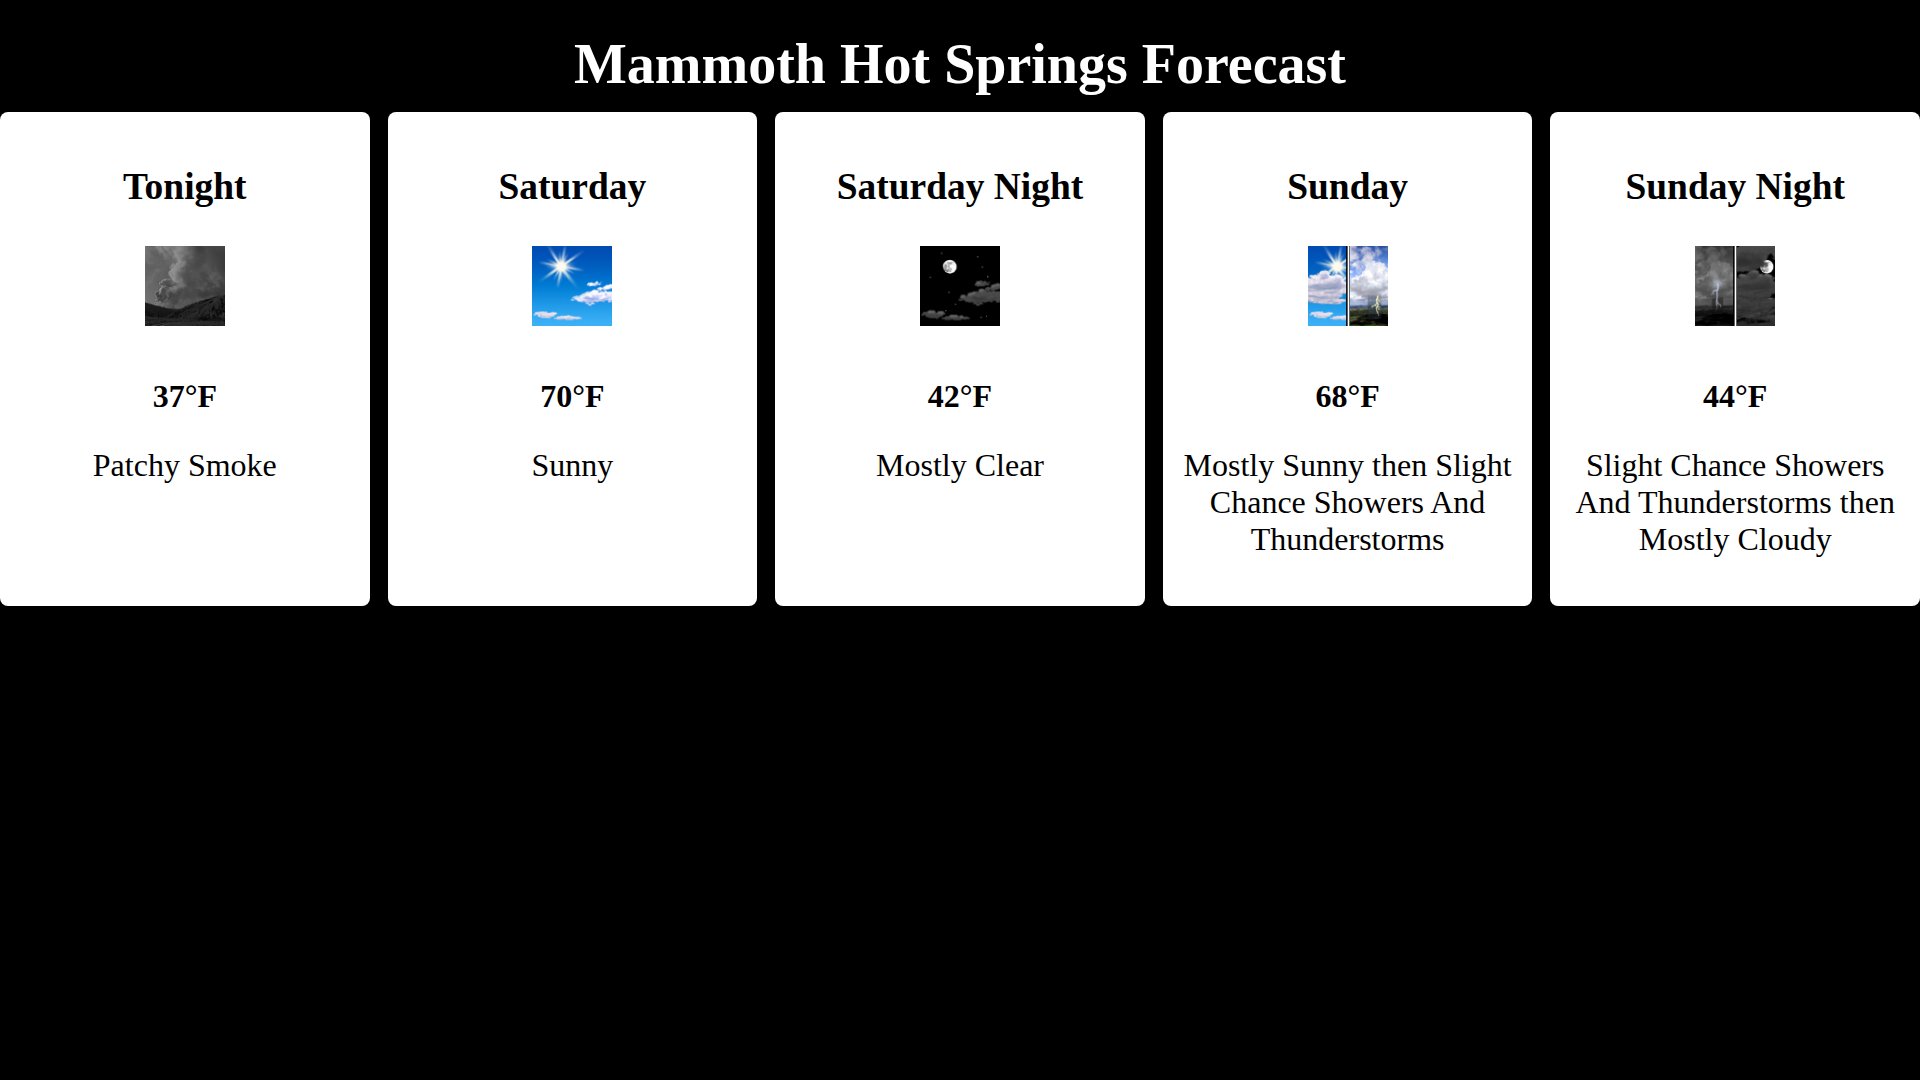 Mammoth Hot Springs Forecast
Tonight
37°F
Patchy Smoke
Saturday
70°F
Sunny
Saturday Night
42°F
Mostly Clear
Sunday
68°F
Mostly Sunny then Slight
Chance Showers And
Thunderstorms
Sunday Night
44°F
Slight Chance Showers
And Thunderstorms then
Mostly Cloudy